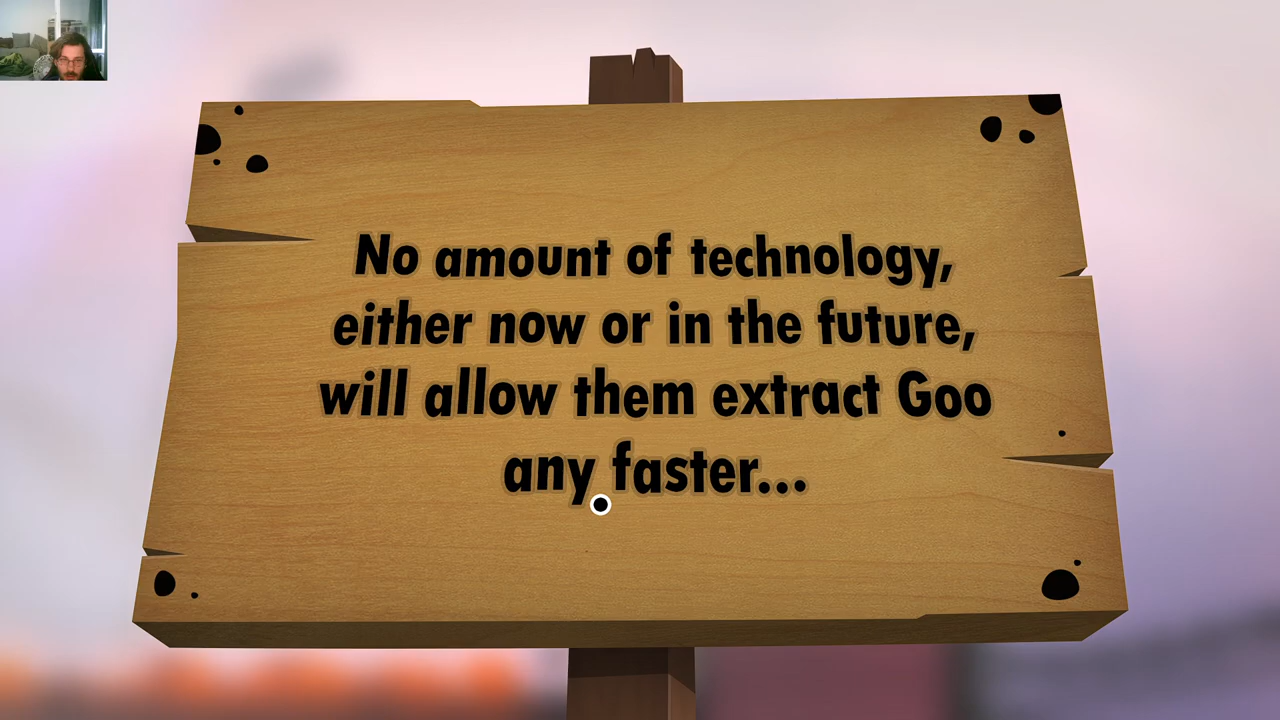 No amount of technology,
either now or in the future,
will allow them extract Goo
any faster...